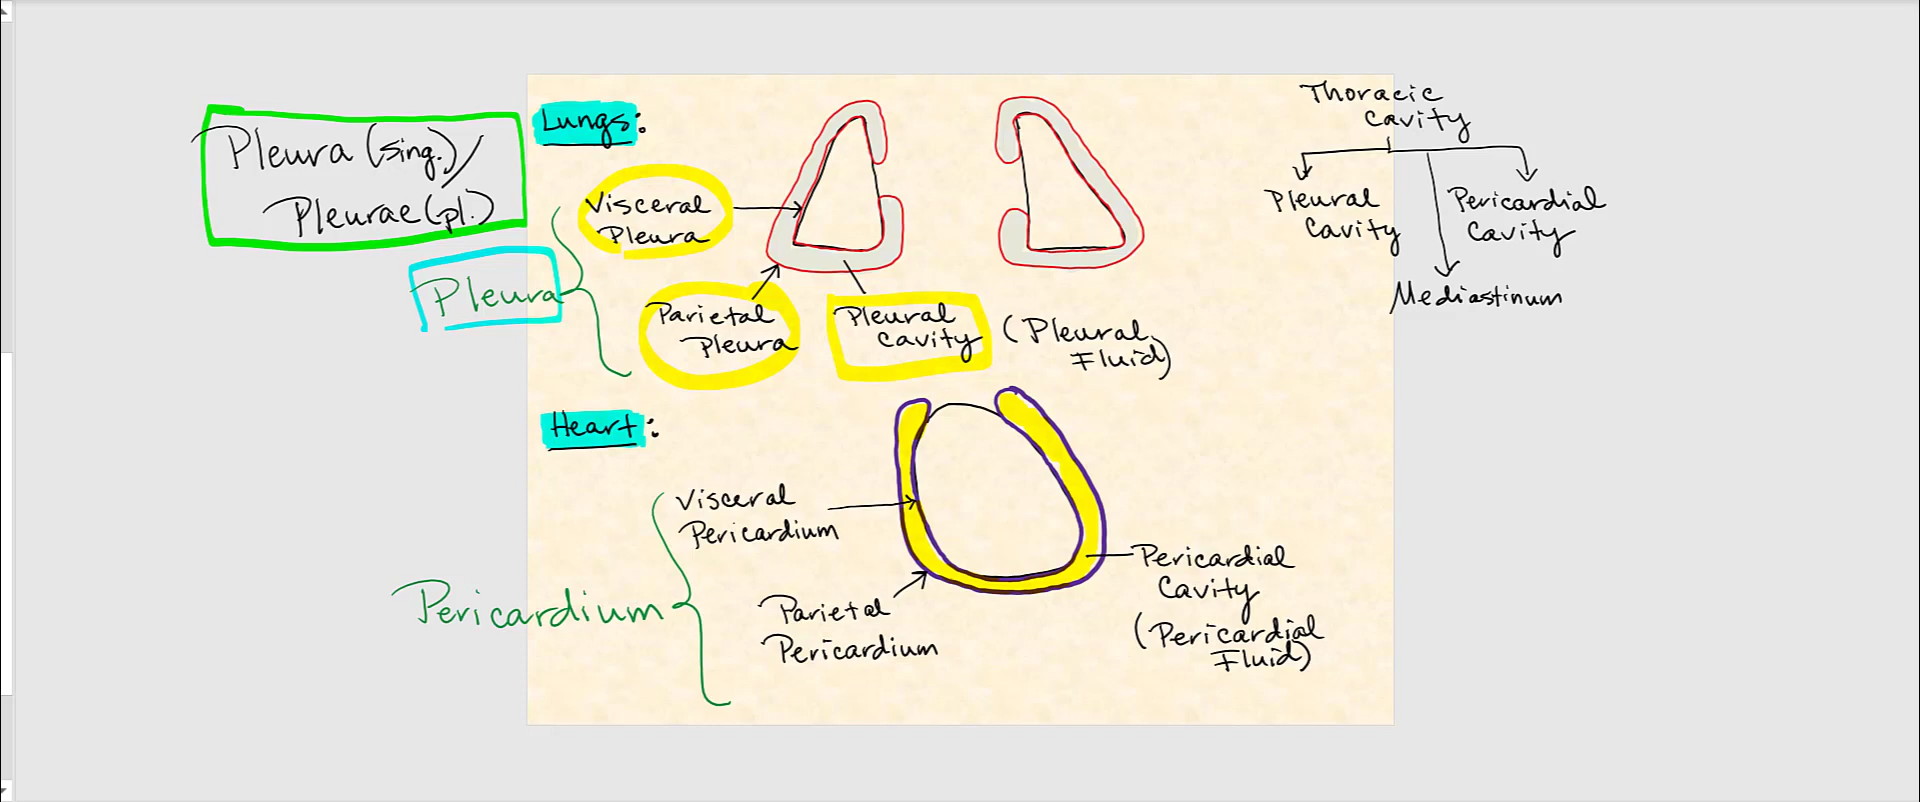 Pleura (sing.)/
Pleurae (pl.)
Pleura
Lungs:
Visceral
Pleura
Parietal
Pleura
Pleural
Cavity
(Pleural
Fluid)
Thoracic
Cavity
Pleural
Cavity
Pericardial
Cavity
Mediastinum
Heart:
Visceral
Pericardium
Pericardium
Parietal
Pericardium
Pericardial
Cavity
(Pericardial
Fluid)